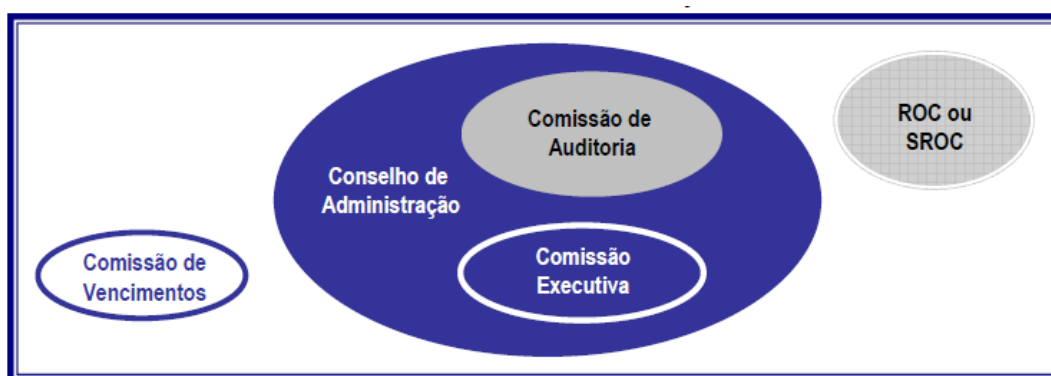 Comissão de
Auditoria
ROC ou
SROC
Conselho de
Administração
Comissão de
Vencimentos
Comissão
Executiva